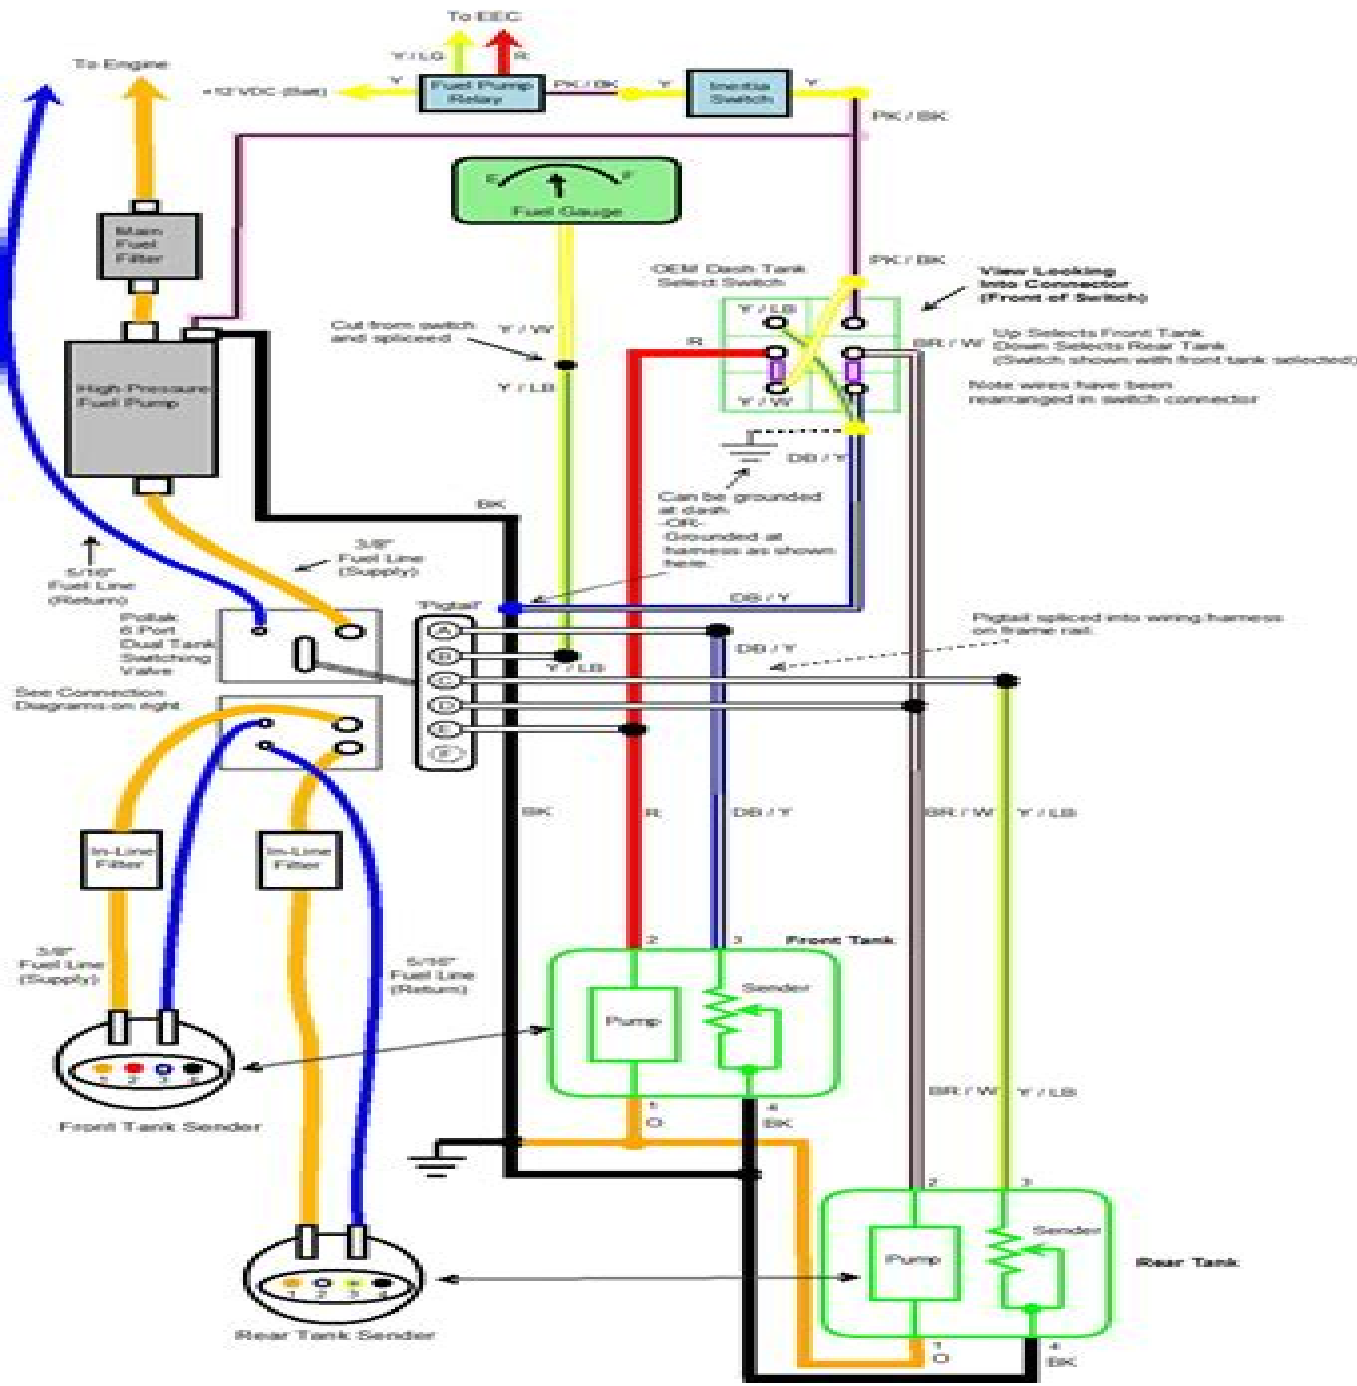 To EEC
Y / LG
R
To Engine
+12 VDC (Batt)
Y
Fuel Pump
Relay
PK / BK
Y
Inertia
Switch
Y
PK / BK
E
F
Fuel Gauge
Main
Fuel
Filter
OEM Dash Tank
Select Switch
PK / BK
View Looking
Into Connector
(Front of Switch)
Y / LB
Cut from switch
and spliceed
Y / W
R
BR / W
Up Selects Front Tank
Down Selects Rear Tank
(Switch shown with front tank selected)
Y / LB
Y / W
Note wires have been
rearranged in switch connector
High Pressure
Fuel Pump
DB / Y
BK
Can be grounded
at dash
-OR-
Grounded at
harness as shown
here.
3/8"
Fuel Line
(Supply)
5/16"
Fuel Line
(Return)
"Pigtail"
DB / Y
Pollak
6 Port
Dual Tank
Switching
Valve
A
B
C
D
E
F
Y / LB
DB / Y
Pigtail spliced into wiring harness
on frame rail.
See Connection
Diagrams on right
BK
R
DB / Y
BR / W
Y / LB
In-Line
Filter
In-Line
Filter
3/8"
Fuel Line
(Supply)
5/16"
Fuel Line
(Return)
2
3
Front Tank
Pump
Sender
1
2
3
4
Front Tank Sender
1
O
4
BK
BR / W
Y / LB
2
3
Pump
Sender
Rear Tank
1
2
3
4
Rear Tank Sender
1
O
4
BK